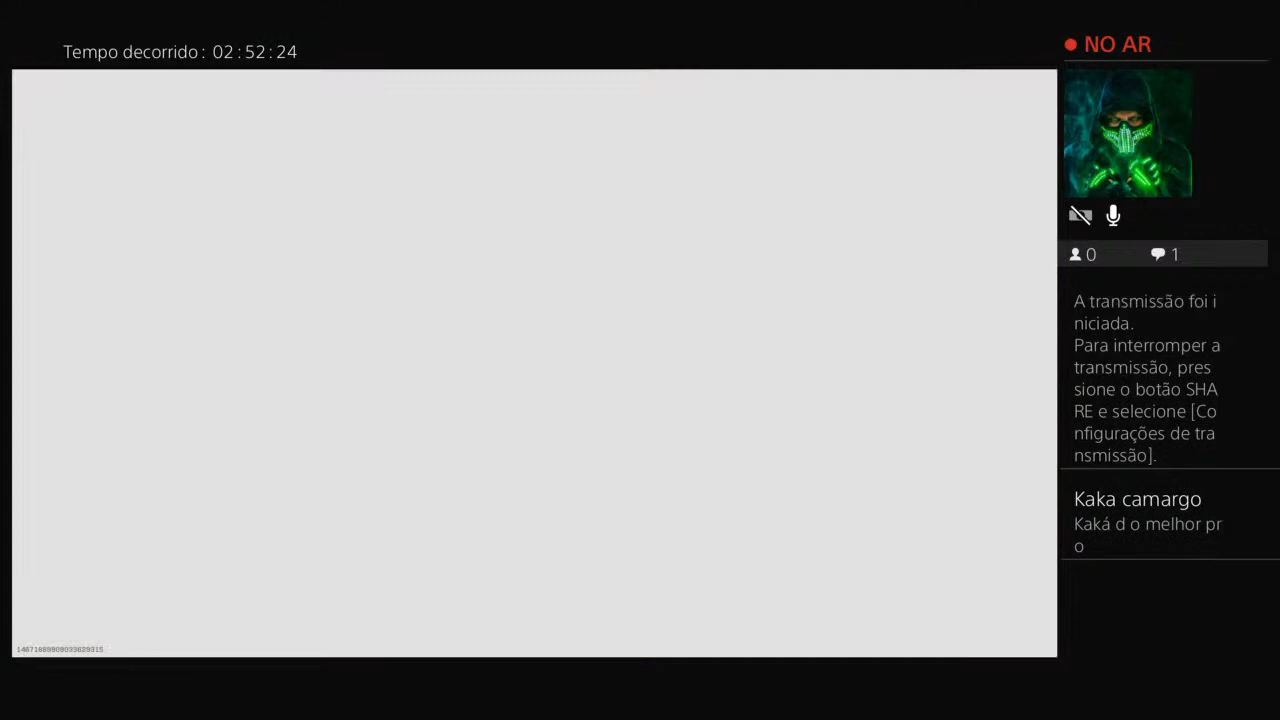 Tempo decorrido: 02:52:24
NO AR
0 1
A transmissão foi i
niciada.
Para interromper a
transmissão, pres
sione o botão SHA
RE e selecione [Co
nfigurações de tra
nsmissão].
Kaka camargo
Kaká d o melhor pr
o